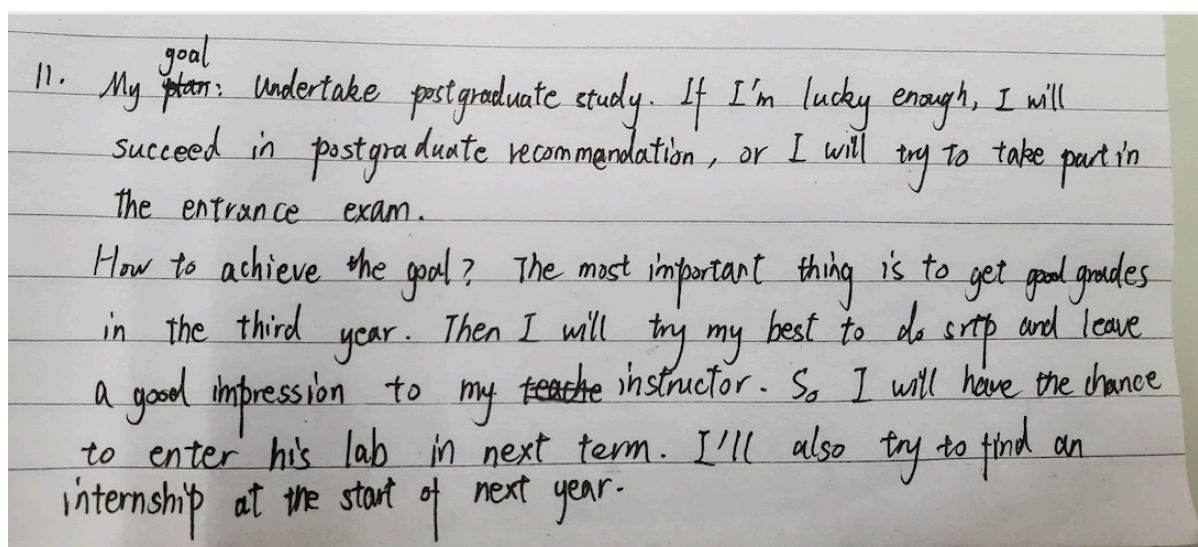 goal
11. My plan: Undertake postgraduate study. If I'm lucky enough, I will
succeed in postgraduate recommandation, or I will try to take part in
the entrance exam.
How to achieve the goal? The most important thing is to get good grades
in the third year. Then I will try my best to do srtp and leave
a good impression to my teache instructor. So I will have the chance
to enter his lab in next term. I'll also try to find an
internship at the start of next year.